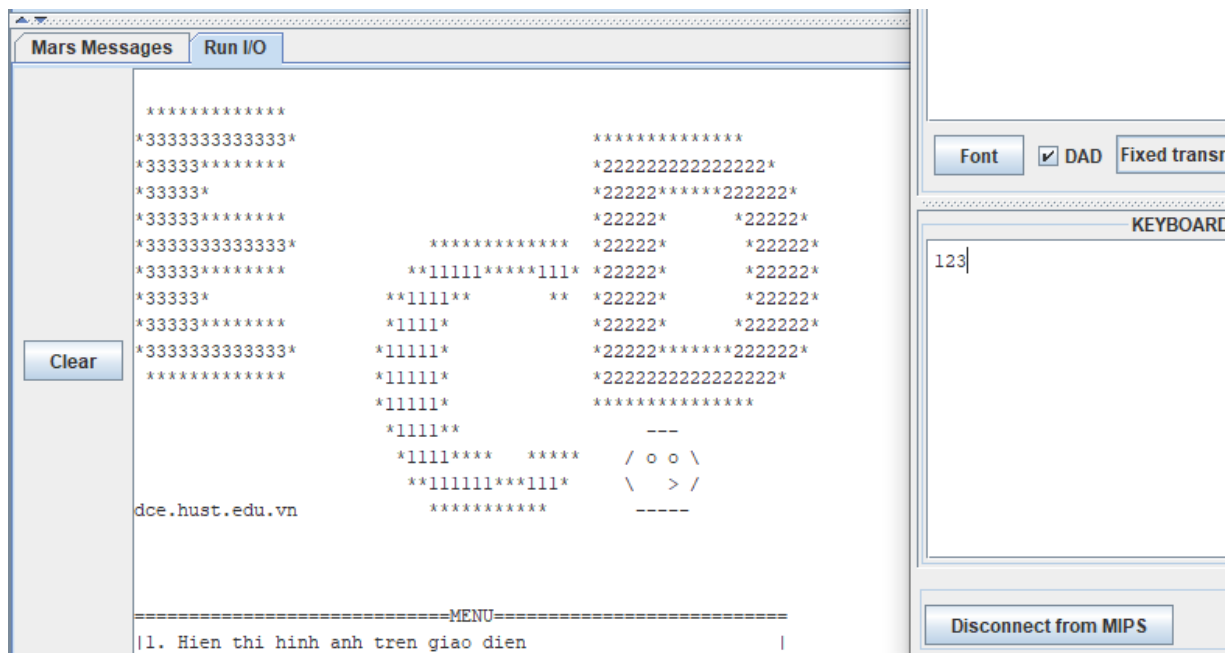 Mars Messages Run I/O
 *************
*3333333333333*                            **************
*33333********                             *222222222222222*
*33333*                                    *22222******222222*
*33333********                             *22222*      *22222*
*3333333333333*            *************  *22222*       *22222*
*33333********           **11111*****111* *22222*       *22222*
*33333*                **1111**       **  *22222*       *22222*
*33333********         *1111*             *22222*      *222222*
*3333333333333*       *11111*             *22222*******222222*
 *************        *11111*             *2222222222222222*
                      *11111*             ***************
                       *1111**                 ---
                        *1111****   *****    / o o \
                         **111111***111*     \   > /
dce.hust.edu.vn            ***********        -----
=============================MENU===========================
|1. Hien thi hinh anh tren giao dien                        |
Clear
Font DAD Fixed transm
KEYBOARD
123
Disconnect from MIPS